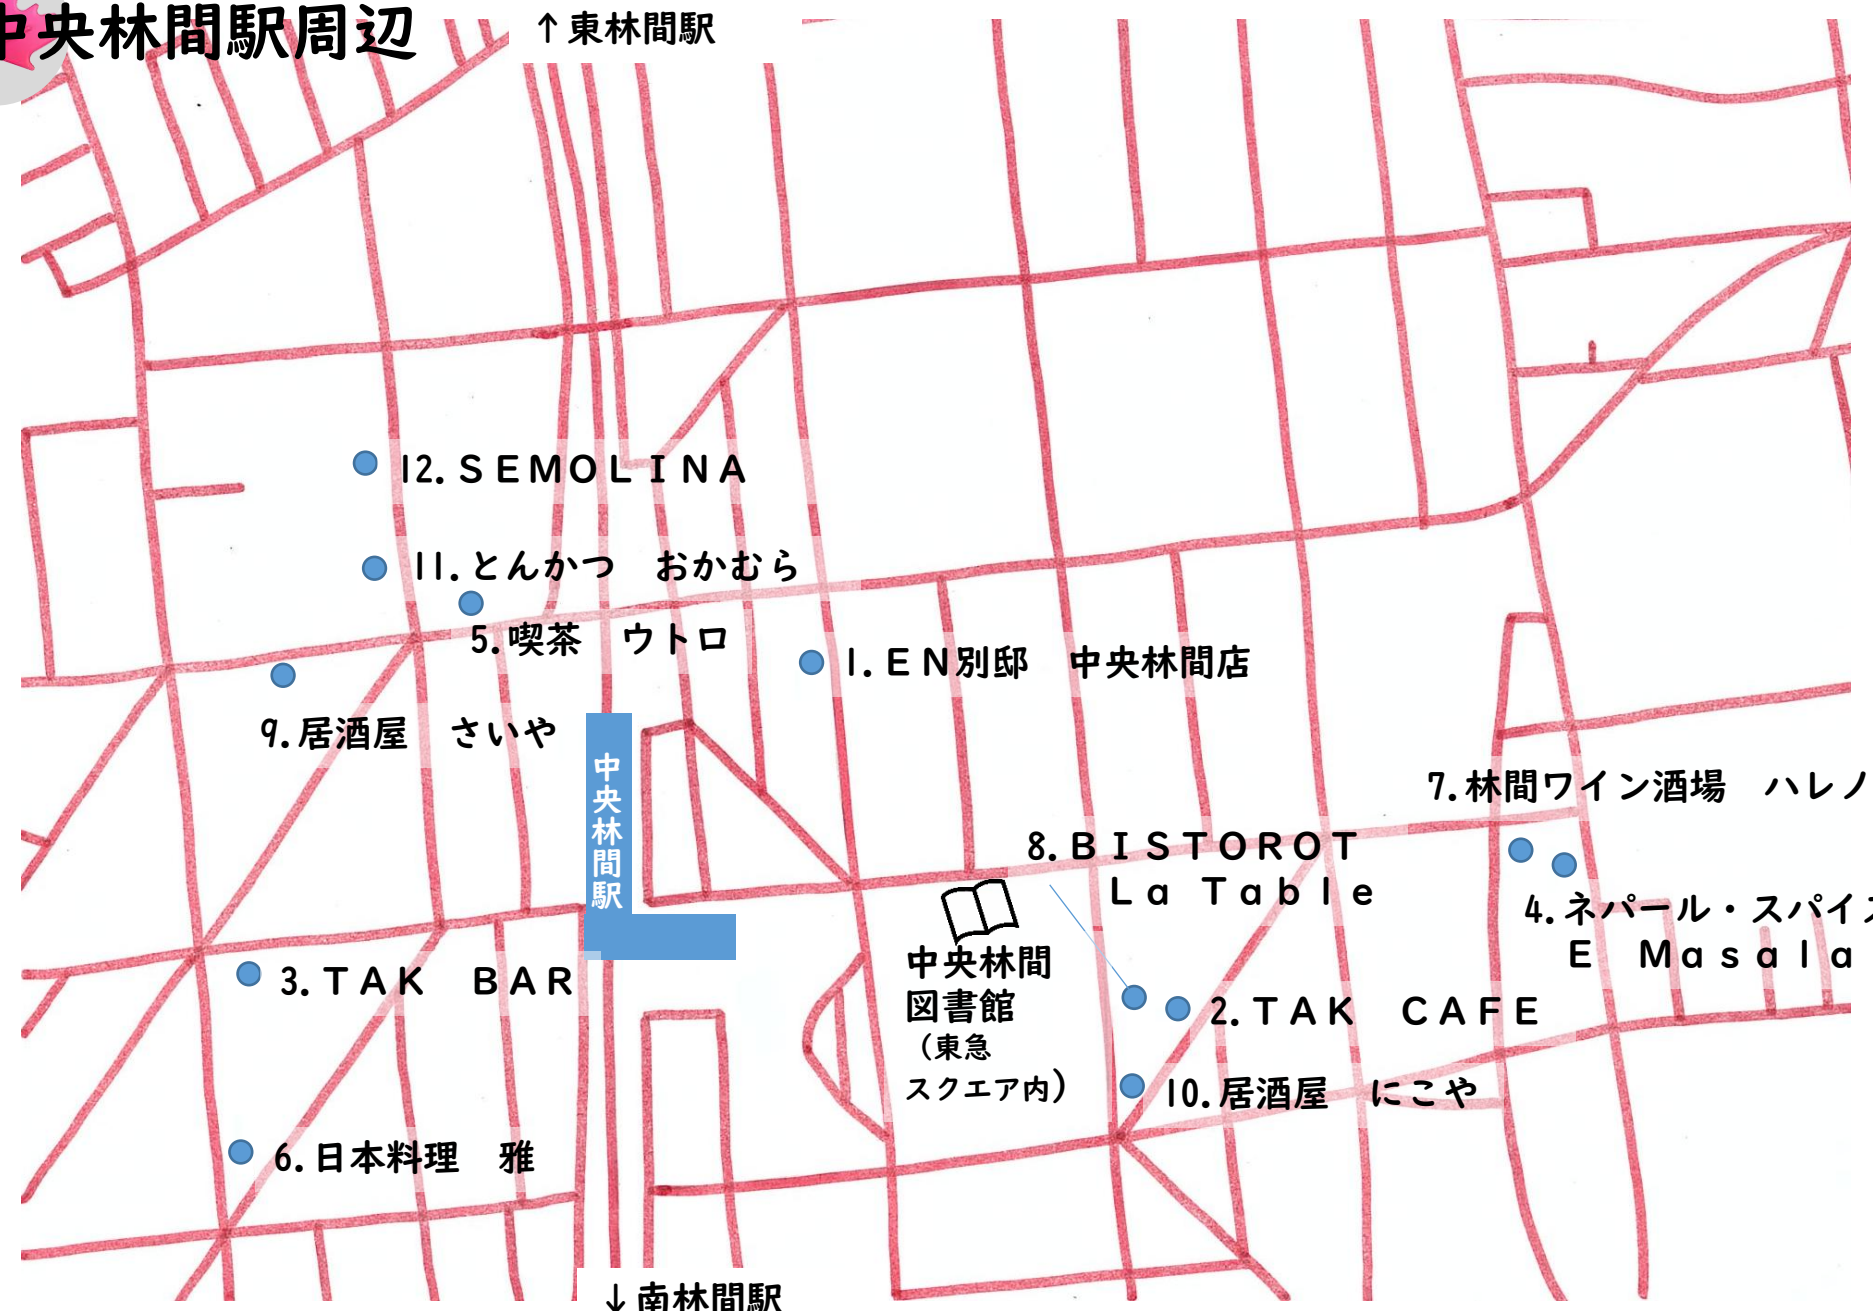 中央林間駅周辺
↑東林間駅
12.ＳＥＭＯＬＩＮＡ
11.とんかつ　おかむら
5.喫茶　ウトロ
1.ＥＮ別邸　中央林間店
9.居酒屋　さいや
中央林間駅
7.林間ワイン酒場　ハレノ
8.ＢＩＳＴＯＲＯＴ
Ｌａ　Ｔａｂｌｅ
4.ネパール・スパイス
Ｅ　Ｍａｓａｌａ
中央林間
図書館
（東急
スクエア内）
3.ＴＡＫ　ＢＡＲ
2.ＴＡＫ　ＣＡＦＥ
10.居酒屋　にこや
6.日本料理　雅
↓南林間駅